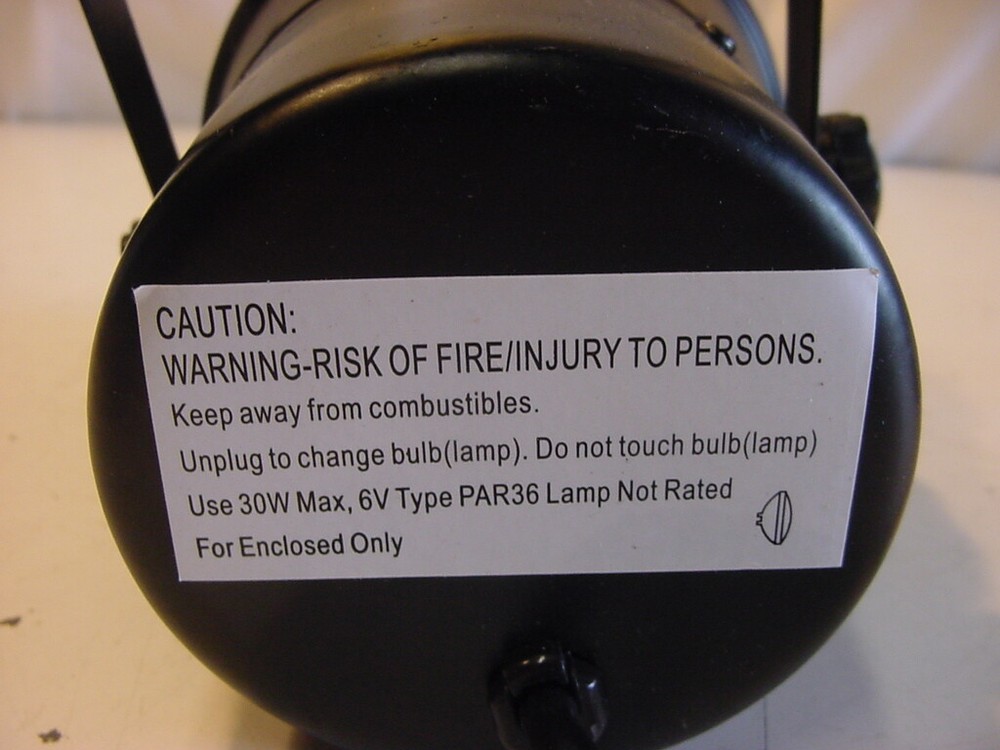 CAUTION:
WARNING-RISK OF FIRE/INJURY TO PERSONS.
Keep away from combustibles.
Unplug to change bulb(lamp). Do not touch bulb(lamp)
Use 30W Max, 6V Type PAR36 Lamp Not Rated
For Enclosed Only